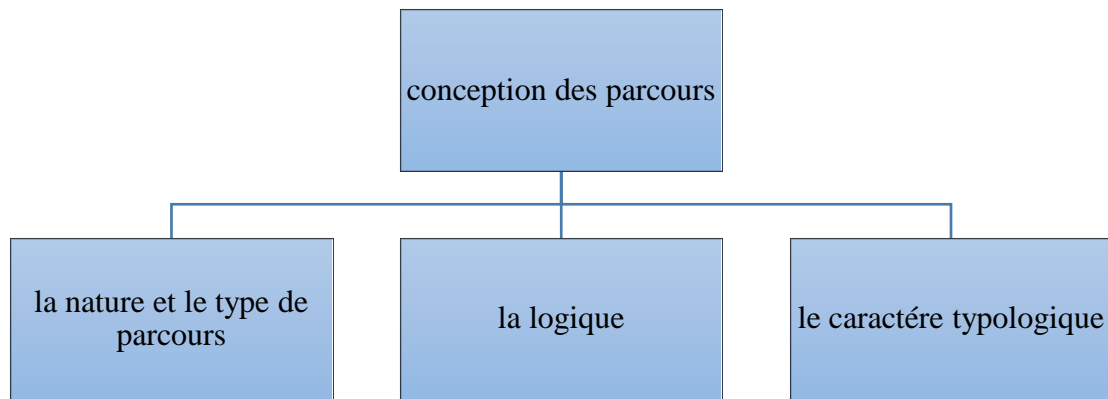 conception des parcours
la nature et le type de
parcours
la logique
le caractére typologique